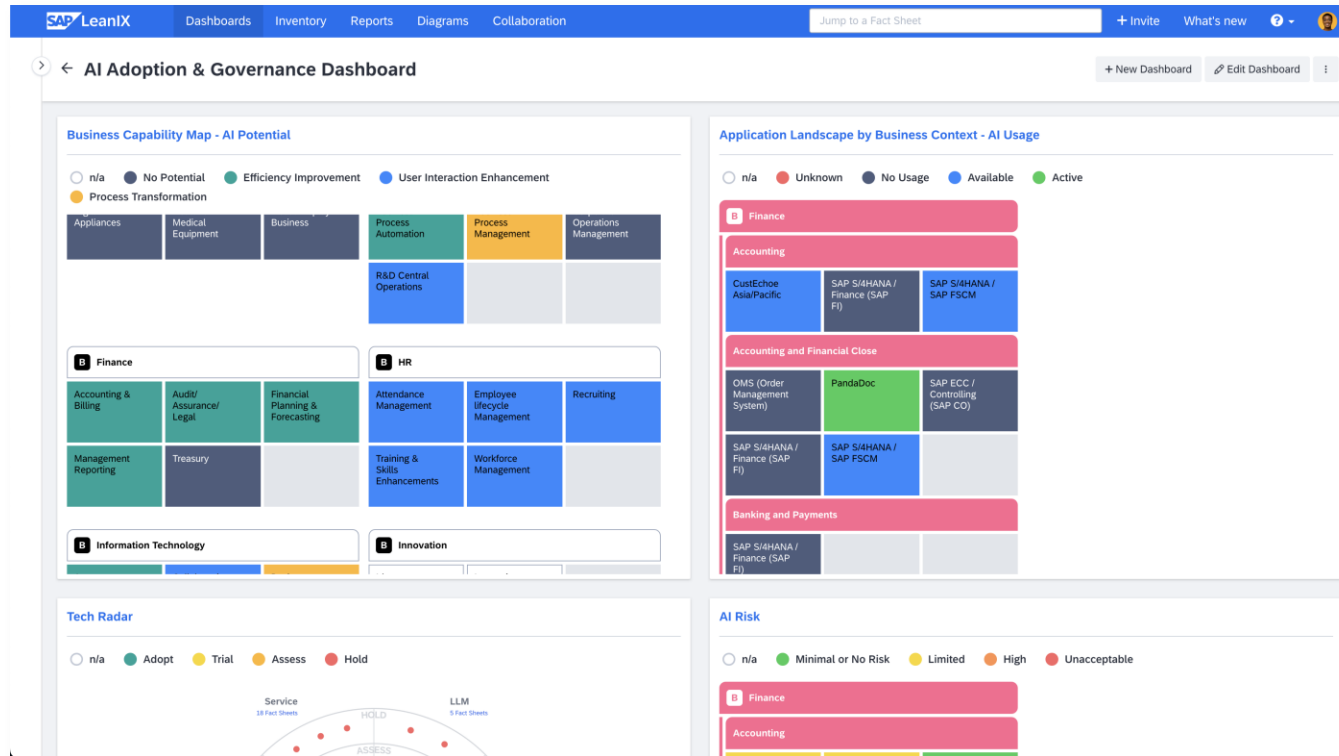 SAP LeanIX
Dashboards
Inventory
Reports
Diagrams
Collaboration
Jump to a Fact Sheet
+ Invite
What's new
?
AI Adoption & Governance Dashboard
+ New Dashboard
Edit Dashboard
Business Capability Map - AI Potential
n/a
No Potential
Efficiency Improvement
User Interaction Enhancement
Process Transformation
Appliances
Medical
Equipment
Business
Process
Automation
Process
Management
Operations
Management
R&D Central
Operations
B Finance
Accounting &
Billing
Audit/
Assurance/
Legal
Financial
Planning &
Forecasting
Management
Reporting
Treasury
B HR
Attendance
Management
Employee
lifecycle
Management
Recruiting
Training &
Skills
Enhancements
Workforce
Management
B Information Technology
B Innovation
Application Landscape by Business Context - AI Usage
n/a
Unknown
No Usage
Available
Active
B Finance
Accounting
CustEchoe
Asia/Pacific
SAP S/4HANA /
Finance (SAP
FI)
SAP S/4HANA /
SAP FSCM
Accounting and Financial Close
OMS (Order
Management
System)
PandaDoc
SAP ECC /
Controlling
(SAP CO)
SAP S/4HANA /
Finance (SAP
FI)
SAP S/4HANA /
SAP FSCM
Banking and Payments
SAP S/4HANA /
Finance (SAP
FI)
Tech Radar
n/a
Adopt
Trial
Assess
Hold
Service
18 Fact Sheets
LLM
5 Fact Sheets
HOLD
ASSESS
AI Risk
n/a
Minimal or No Risk
Limited
High
Unacceptable
B Finance
Accounting